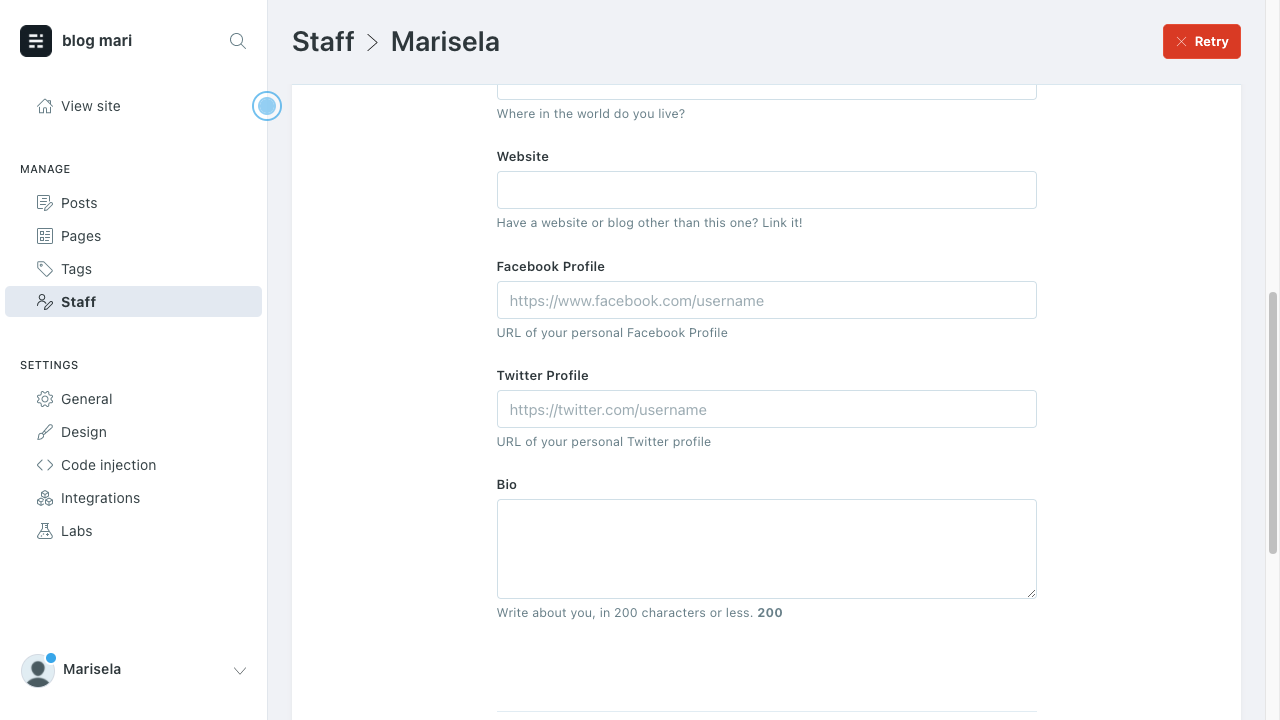 blog mari
View site
MANAGE
Posts
Pages
Tags
Staff
SETTINGS
General
Design
Code injection
Integrations
Labs
Marisela
Staff > Marisela
Retry
Where in the world do you live?
Website
Have a website or blog other than this one? Link it!
Facebook Profile
https://www.facebook.com/username
URL of your personal Facebook Profile
Twitter Profile
https://twitter.com/username
URL of your personal Twitter profile
Bio
Write about you, in 200 characters or less. 200